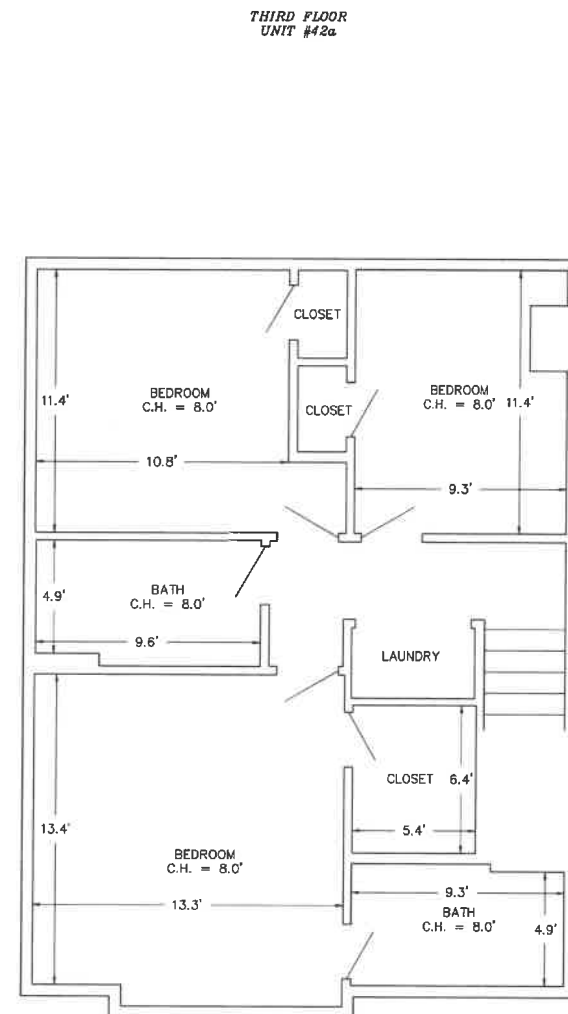 THIRD FLOOR
UNIT #42a
CLOSET
BEDROOM
C.H. = 8.0'
11.4'
CLOSET
BEDROOM
C.H. = 8.0'
11.4'
10.8'
9.3'
BATH
C.H. = 8.0'
4.9'
9.6'
LAUNDRY
CLOSET
6.4'
5.4'
13.4'
BEDROOM
C.H. = 8.0'
13.3'
9.3'
BATH
C.H. = 8.0'
4.9'